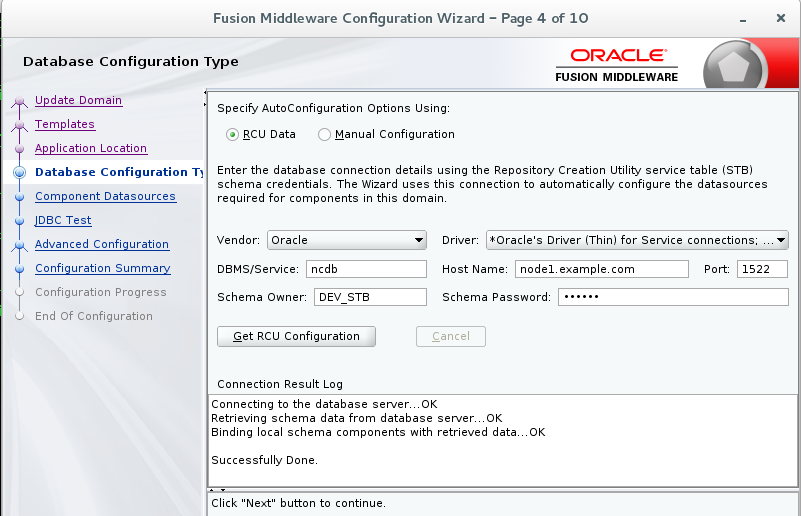 Fusion Middleware Configuration Wizard – Page 4 of 10
Database Configuration Type
ORACLE
FUSION MIDDLEWARE
Update Domain
Templates
Application Location
Database Configuration Ty
Component Datasources
JDBC Test
Advanced Configuration
Configuration Summary
Configuration Progress
End Of Configuration
Specify AutoConfiguration Options Using:
RCU Data Manual Configuration
Enter the database connection details using the Repository Creation Utility service table (STB)
schema credentials. The Wizard uses this connection to automatically configure the datasources
required for components in this domain.
Vendor: Oracle Driver: *Oracle's Driver (Thin) for Service connections; ...
DBMS/Service: ncdb Host Name: node1.example.com Port: 1522
Schema Owner: DEV_STB Schema Password: ••••••
Get RCU Configuration Cancel
Connection Result Log
Connecting to the database server...OK
Retrieving schema data from database server...OK
Binding local schema components with retrieved data...OK
Successfully Done.
Click "Next" button to continue.